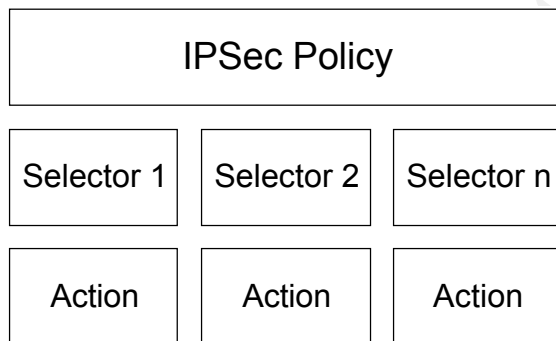 IPSec Policy
Selector 1 Selector 2 Selector n
Action Action Action